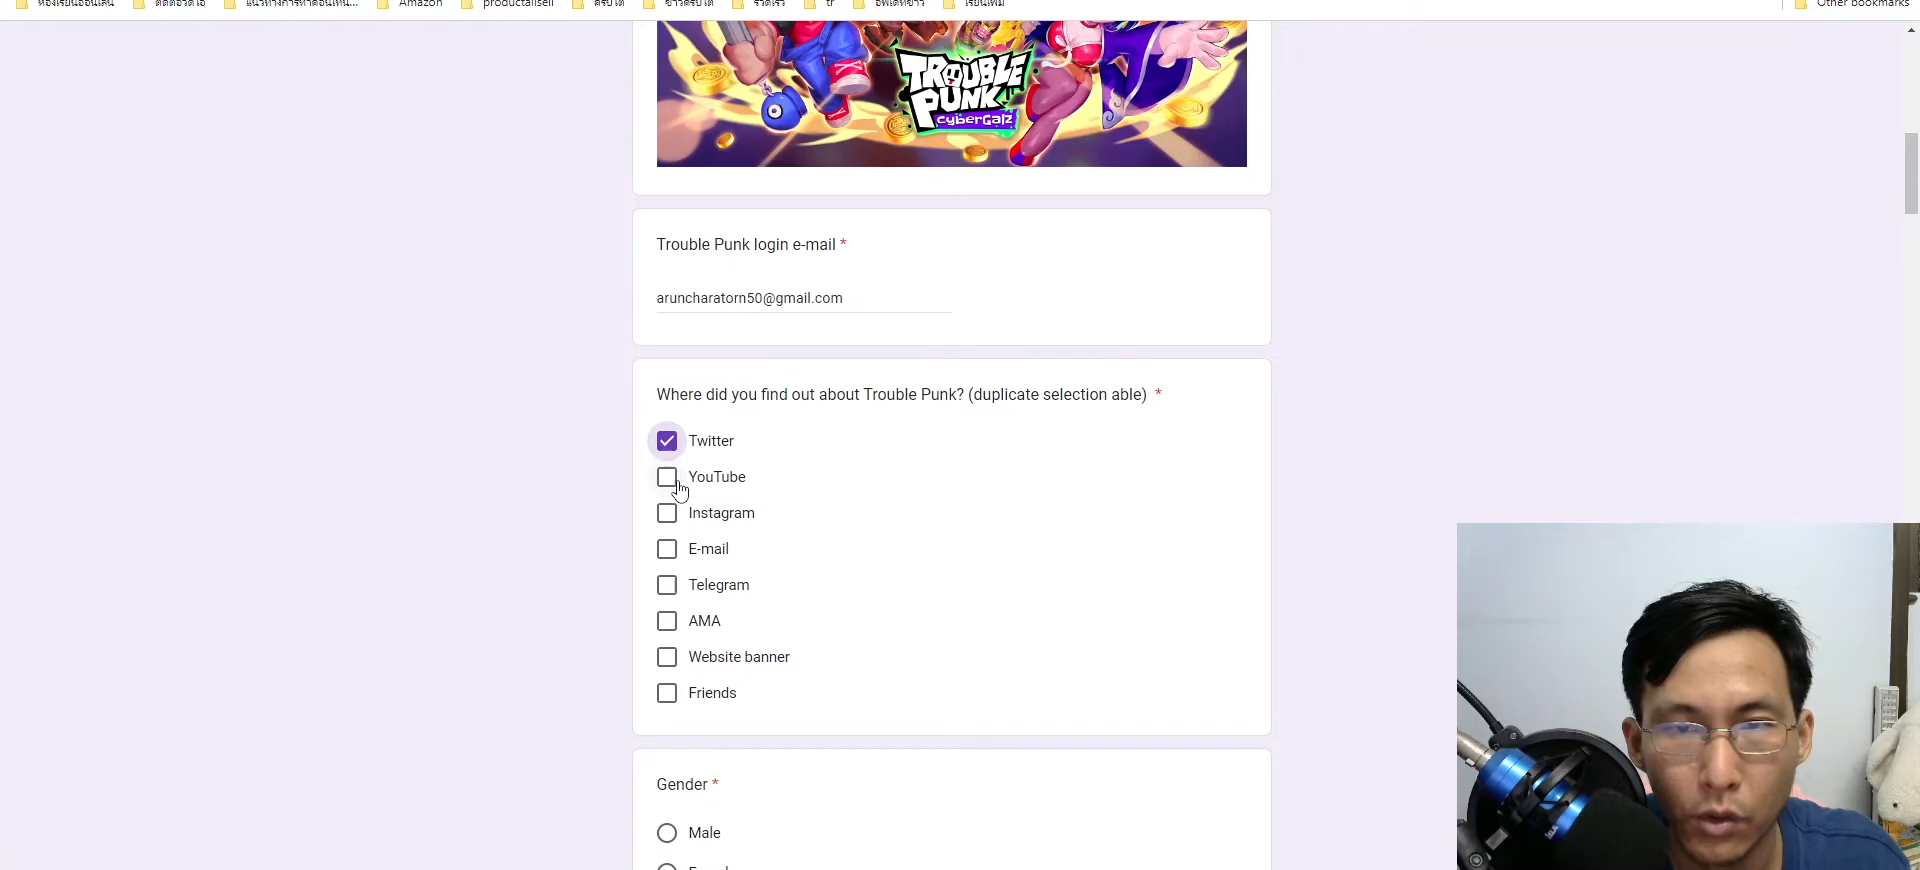 Amazon
productallsell
tr
Other bookmarks
TROUBLE
PUNK
CYBERGALZ
Trouble Punk login e-mail *
aruncharatorn50@gmail.com
Where did you find out about Trouble Punk? (duplicate selection able) *
Twitter
YouTube
Instagram
E-mail
Telegram
AMA
Website banner
Friends
Gender *
Male